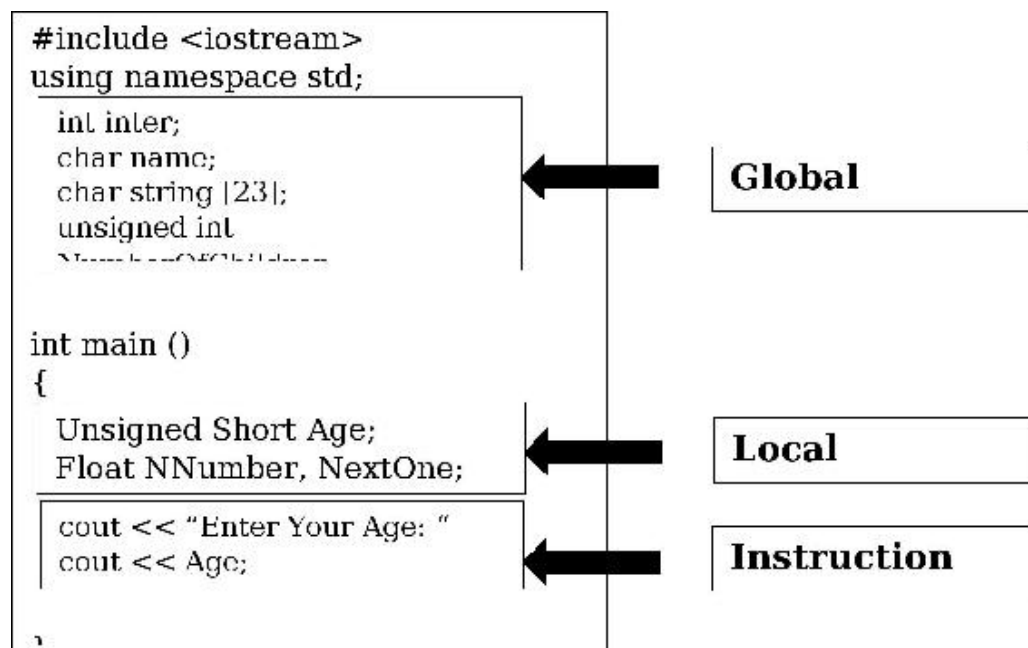 #include <iostream>
using namespace std;
int inter;
char name;
char string [23];
unsigned int
NumberOfChildren
Global
int main ()
{
Unsigned Short Age;
Float NNumber, NextOne;
Local
cout << “Enter Your Age: “
cout << Age;
Instruction
}